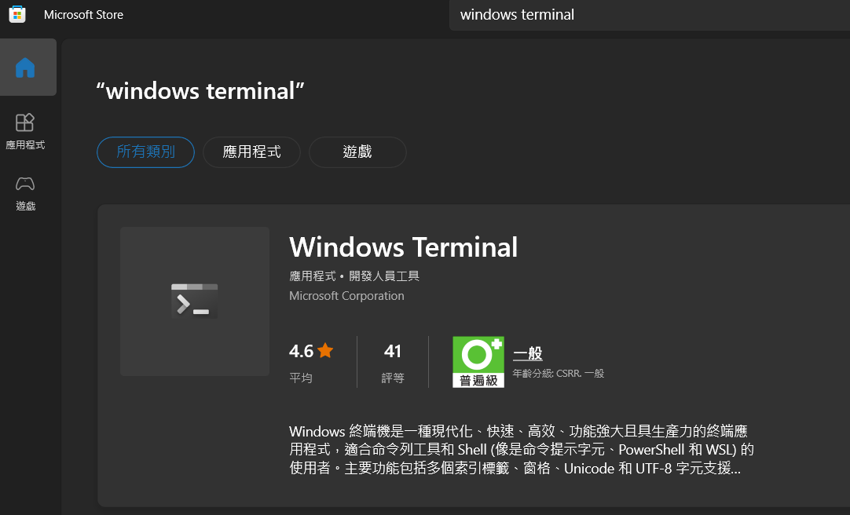 Microsoft Store
windows terminal
“windows terminal”
應用程式
遊戲
所有類別
應用程式
遊戲
Windows Terminal
應用程式 • 開發人員工具
Microsoft Corporation
4.6
平均
41
評等
普遍級
一般
年齡分級: CSRR. 一般
Windows 終端機是一種現代化、快速、高效、功能強大且具生產力的終端應
用程式，適合命令列工具和 Shell (像是命令提示字元、PowerShell 和 WSL) 的
使用者。主要功能包括多個索引標籤、窗格、Unicode 和 UTF-8 字元支援...